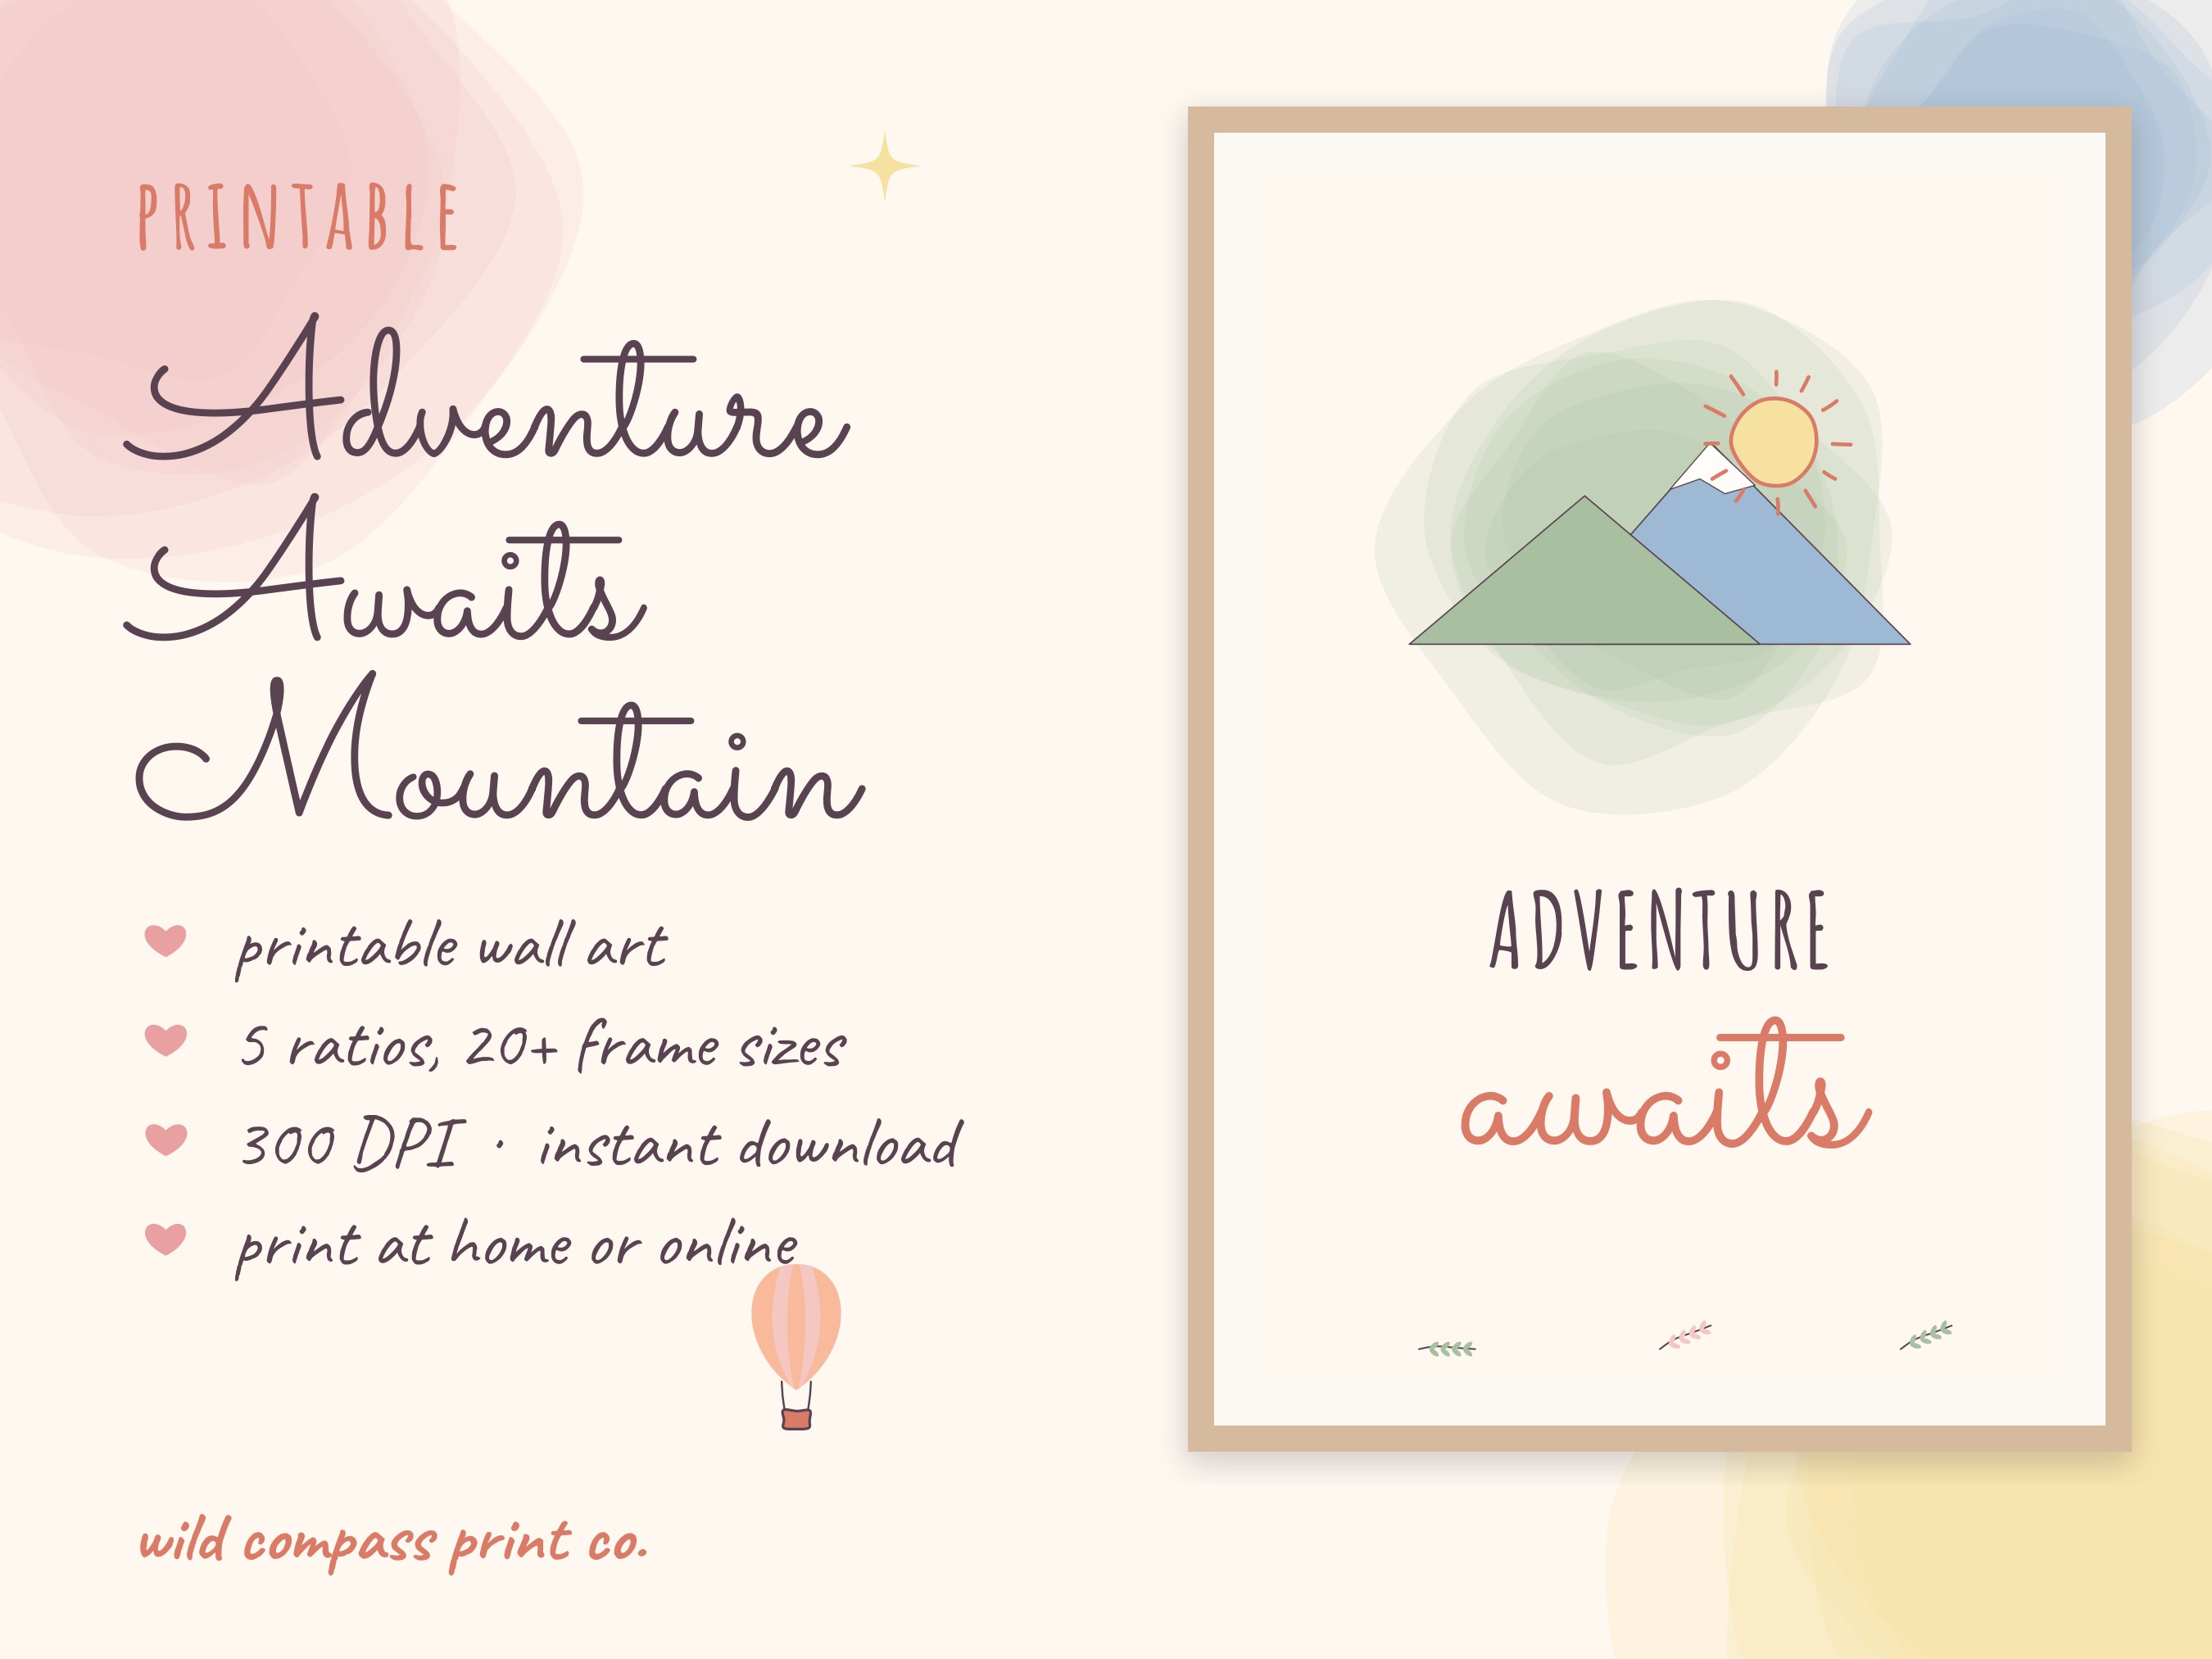 PRINTABLE
Adventure
Awaits
Mountain
printable wall art
5 ratios, 20+ frame sizes
300 DPI · instant download
print at home or online
wild compass print co.
ADVENTURE
awaits